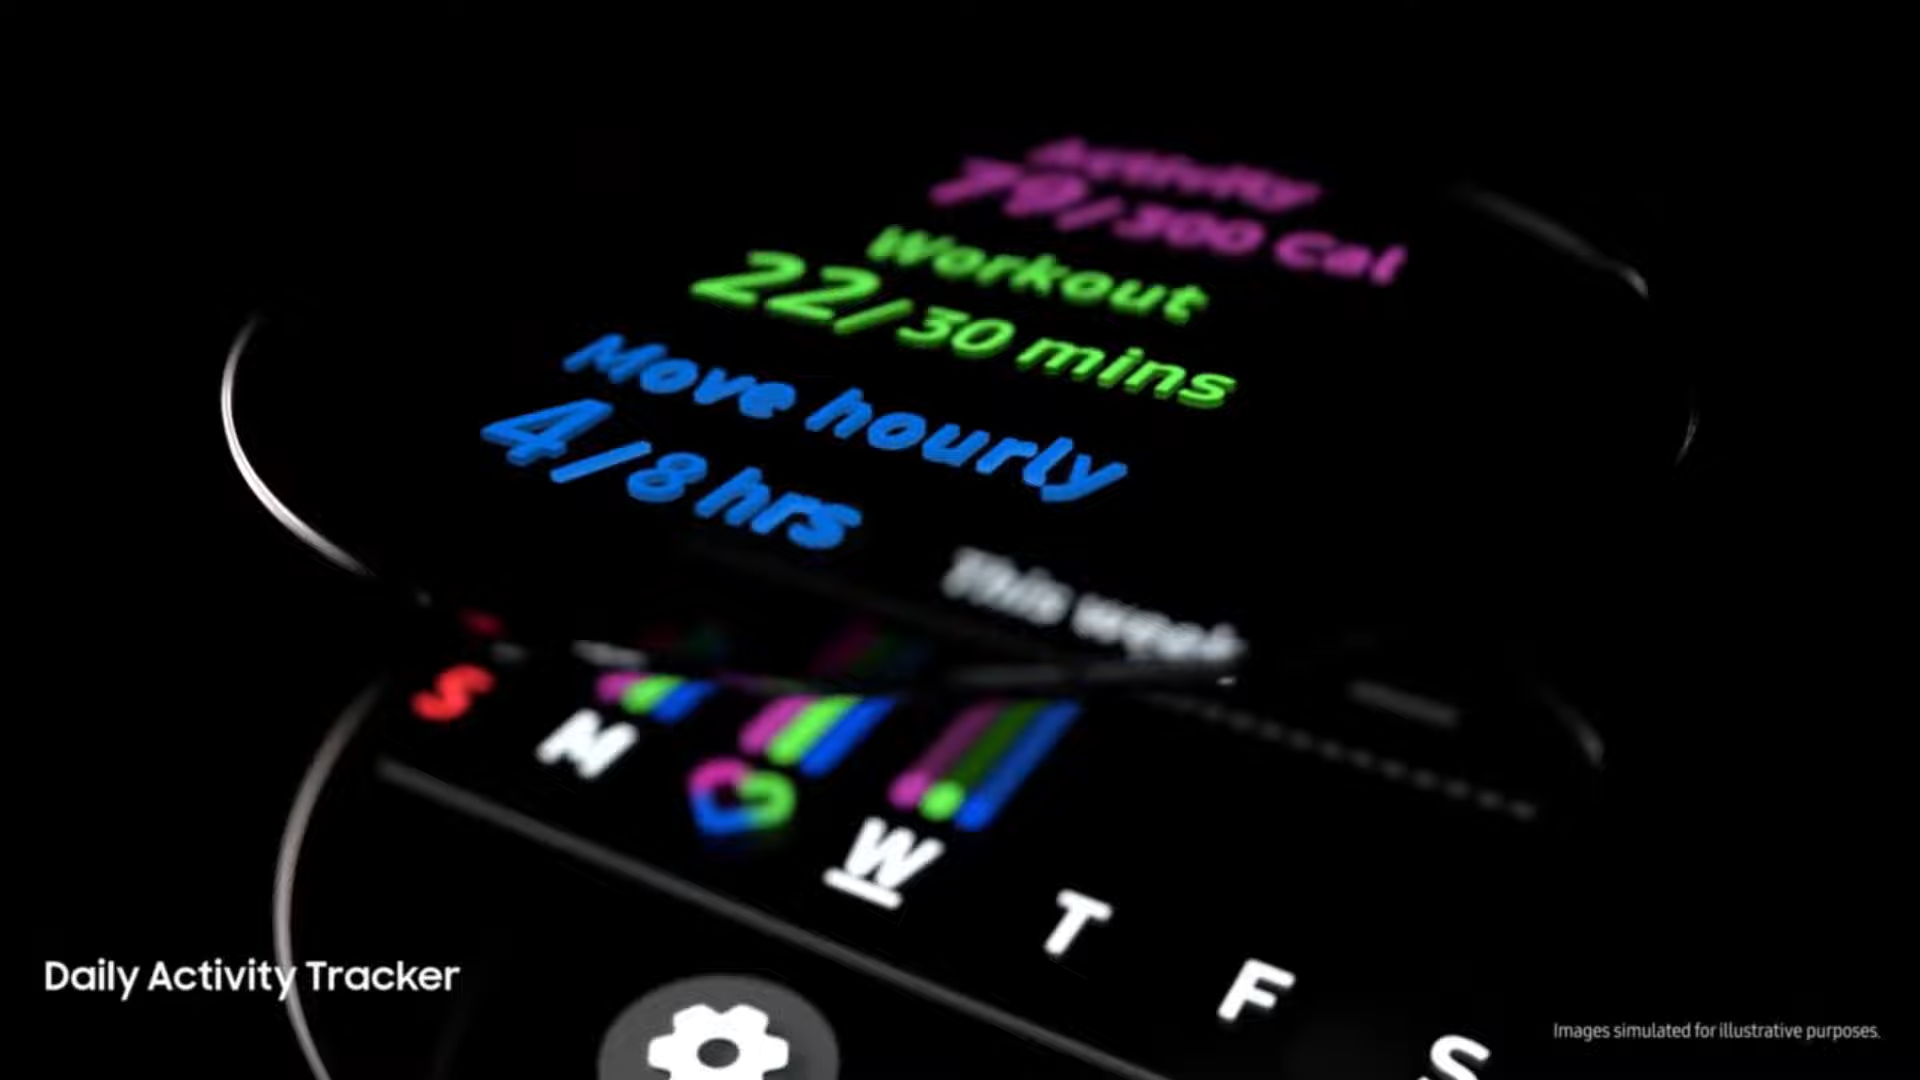 Activity
79/300 Cal
Workout
22/30 mins
Move hourly
4/8 hrs
This week
S
M
W
T
F
S
Daily Activity Tracker
Images simulated for illustrative purposes.